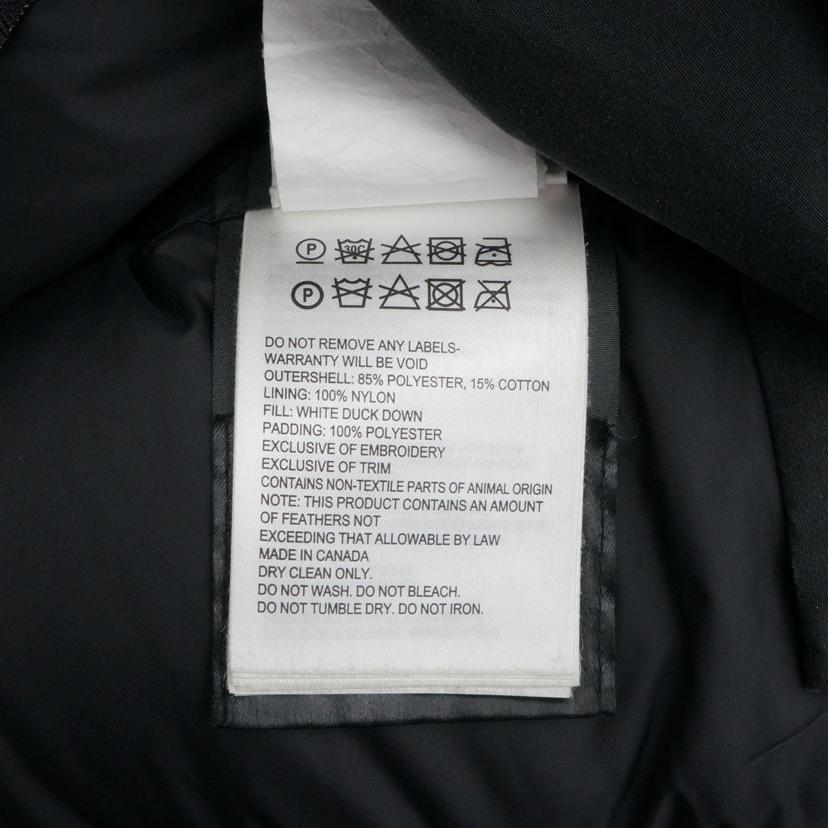 P 30C
P
DO NOT REMOVE ANY LABELS-
WARRANTY WILL BE VOID
OUTERSHELL: 85% POLYESTER, 15% COTTON
LINING: 100% NYLON
FILL: WHITE DUCK DOWN
PADDING: 100% POLYESTER
EXCLUSIVE OF EMBROIDERY
EXCLUSIVE OF TRIM
CONTAINS NON-TEXTILE PARTS OF ANIMAL ORIGIN
NOTE: THIS PRODUCT CONTAINS AN AMOUNT
OF FEATHERS NOT
EXCEEDING THAT ALLOWABLE BY LAW
MADE IN CANADA
DRY CLEAN ONLY.
DO NOT WASH. DO NOT BLEACH.
DO NOT TUMBLE DRY. DO NOT IRON.